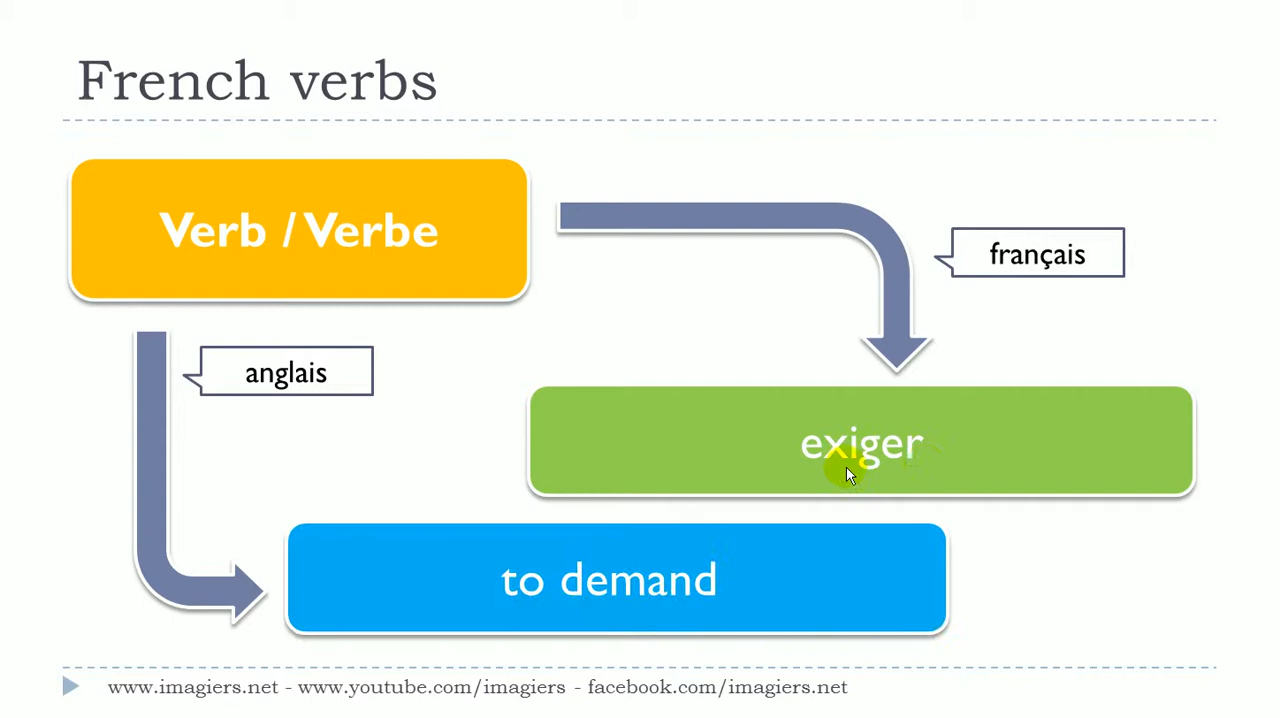 French verbs
Verb / Verbe
français
anglais
exiger
to demand
www.imagiers.net - www.youtube.com/imagiers - facebook.com/imagiers.net